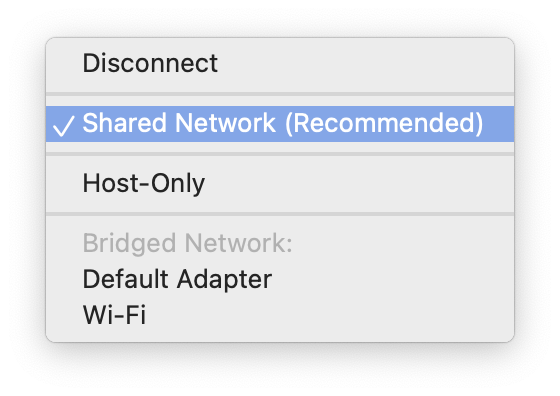 Disconnect
Shared Network (Recommended)
Host-Only
Bridged Network:
Default Adapter
Wi-Fi